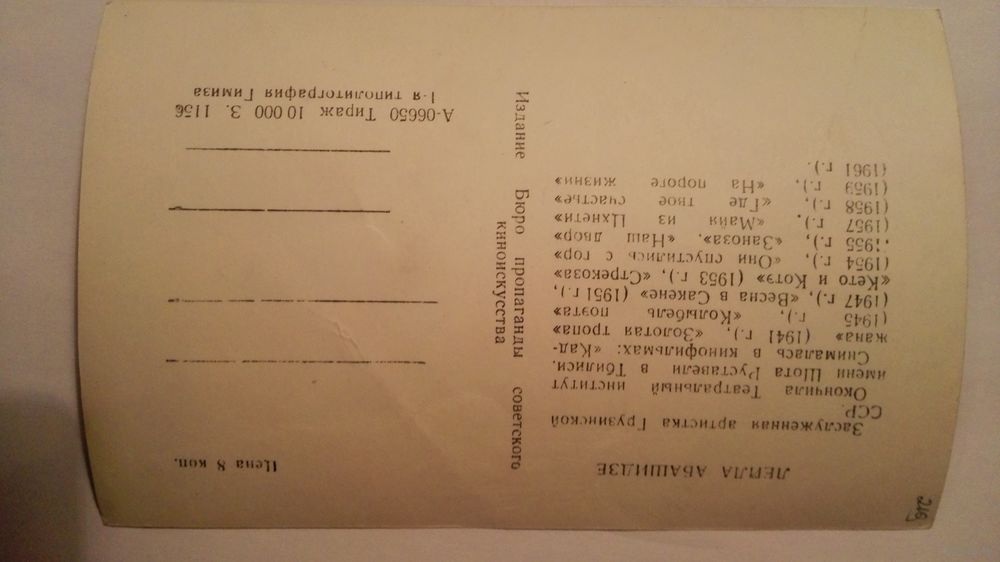 ЛЕЙЛА АБАШИДЗЕ
Заслуженная артистка Грузинской
ССР.
Окончила Театральный институт
имени Шота Руставели в Тбилиси.
Снималась в кинофильмах: «Кад-
жана» (1941 г.), «Золотая тропа»
(1945 г.), «Колыбель поэта»
(1947 г.), «Весна в Сакене» (1951 г.),
«Кето и Котэ» (1953 г.), «Стрекоза»
(1954 г.), «Они спустились с гор»
1955 г.), «Заноза», «Наш двор»
(1957 г.), «Майя из Цхнети»
(1958 г.), «Где твое счастье»
(1959 г.), «На пороге жизни»
(1961 г.).
Издание Бюро пропаганды советского
киноискусства
Цена 8 коп.
А-06650 Тираж 10 000 З. 1156
1-я типолитография Гимиза
219